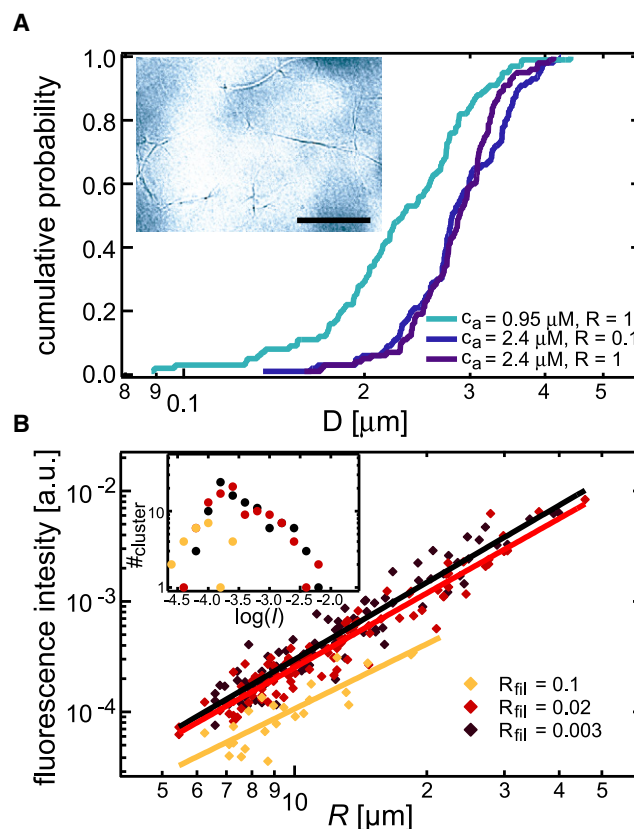 A
cumulative probability
1.0
0.8
0.6
0.4
0.2
0.0
c_a = 0.95 μM, R = 1
c_a = 2.4 μM, R = 0.1
c_a = 2.4 μM, R = 1
8 9 0.1 2 3 4 5
D [μm]
B
fluorescence intesity [a.u.]
10^-2
10^-3
10^-4
#cluster
10
1
-4.5 -4.0 -3.5 -3.0 -2.5 -2.0
log(I)
R_fil = 0.1
R_fil = 0.02
R_fil = 0.003
5 6 7 8 9 10 2 3 4 5 6
R [μm]